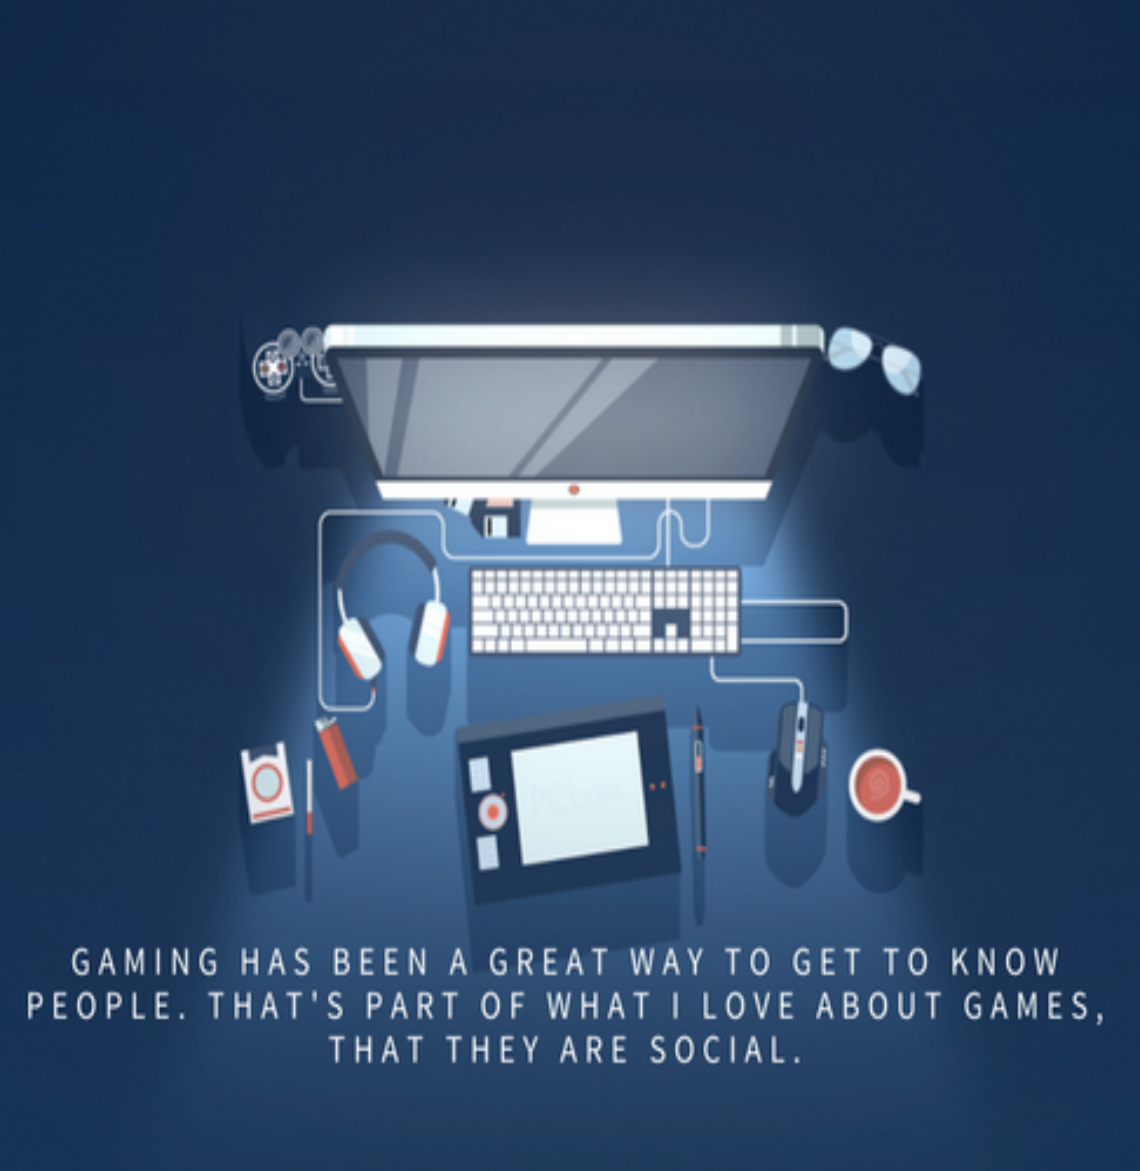 GAMING HAS BEEN A GREAT WAY TO GET TO KNOW
PEOPLE. THAT'S PART OF WHAT I LOVE ABOUT GAMES,
THAT THEY ARE SOCIAL.